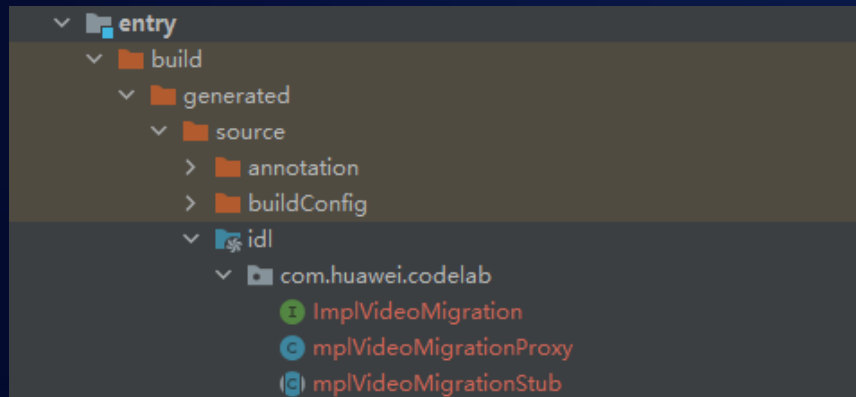 entry
build
generated
source
annotation
buildConfig
idl
com.huawei.codelab
ImplVideoMigration
mplVideoMigrationProxy
mplVideoMigrationStub